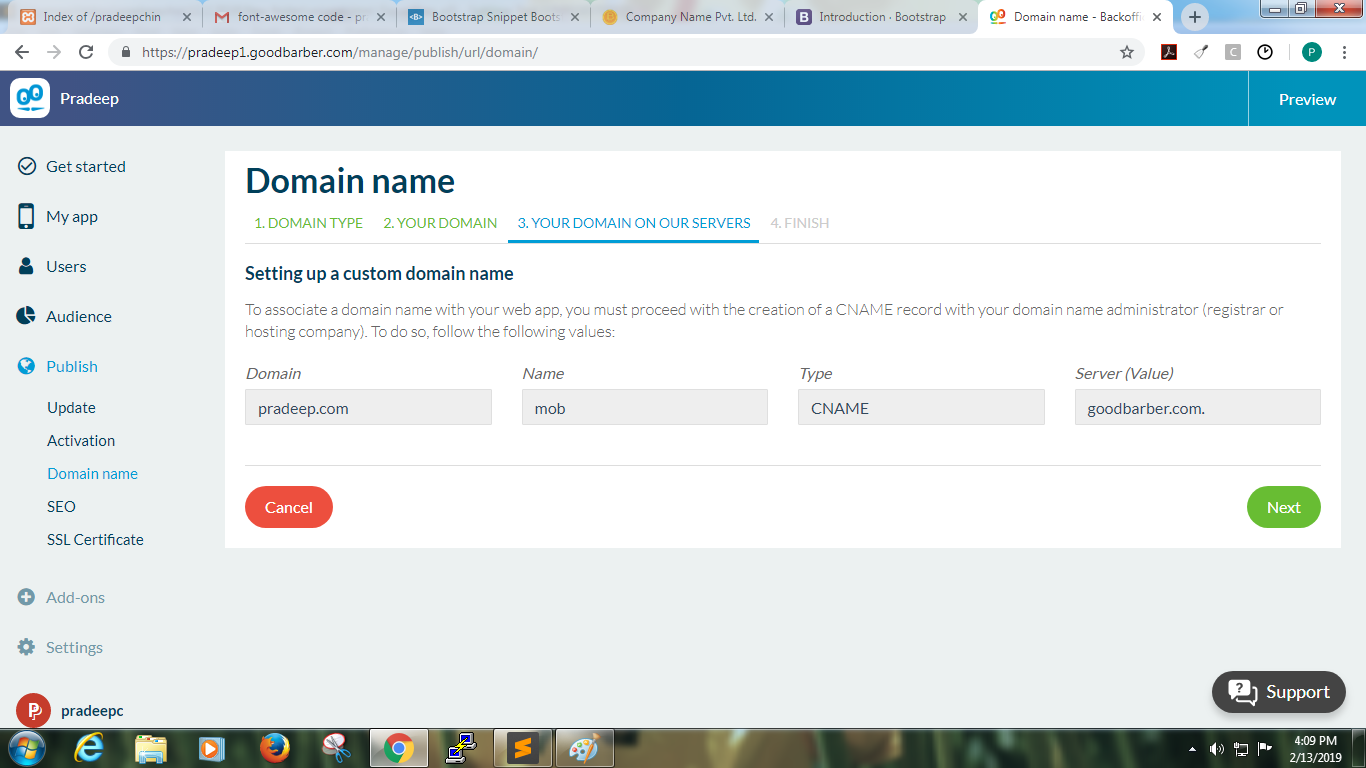 Index of /pradeepchin
font-awesome code - pr
Bootstrap Snippet Boots
Company Name Pvt. Ltd.
Introduction · Bootstrap
Domain name - Backoffi
https://pradeep1.goodbarber.com/manage/publish/url/domain/
C
P
Pradeep
Preview
Get started
My app
Users
Audience
Publish
Update
Activation
Domain name
SEO
SSL Certificate
Add-ons
Settings
pradeepc
Domain name
1. DOMAIN TYPE 2. YOUR DOMAIN 3. YOUR DOMAIN ON OUR SERVERS 4. FINISH
Setting up a custom domain name
To associate a domain name with your web app, you must proceed with the creation of a CNAME record with your domain name administrator (registrar or
hosting company). To do so, follow the following values:
Domain Name Type Server (Value)
pradeep.com mob CNAME goodbarber.com.
Cancel Next
Support
4:09 PM
2/13/2019